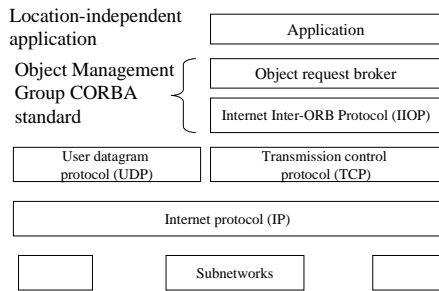 Location-independent
application
Application
Object Management
Group CORBA
standard
Object request broker
Internet Inter-ORB Protocol (IIOP)
User datagram
protocol (UDP)
Transmission control
protocol (TCP)
Internet protocol (IP)
Subnetworks